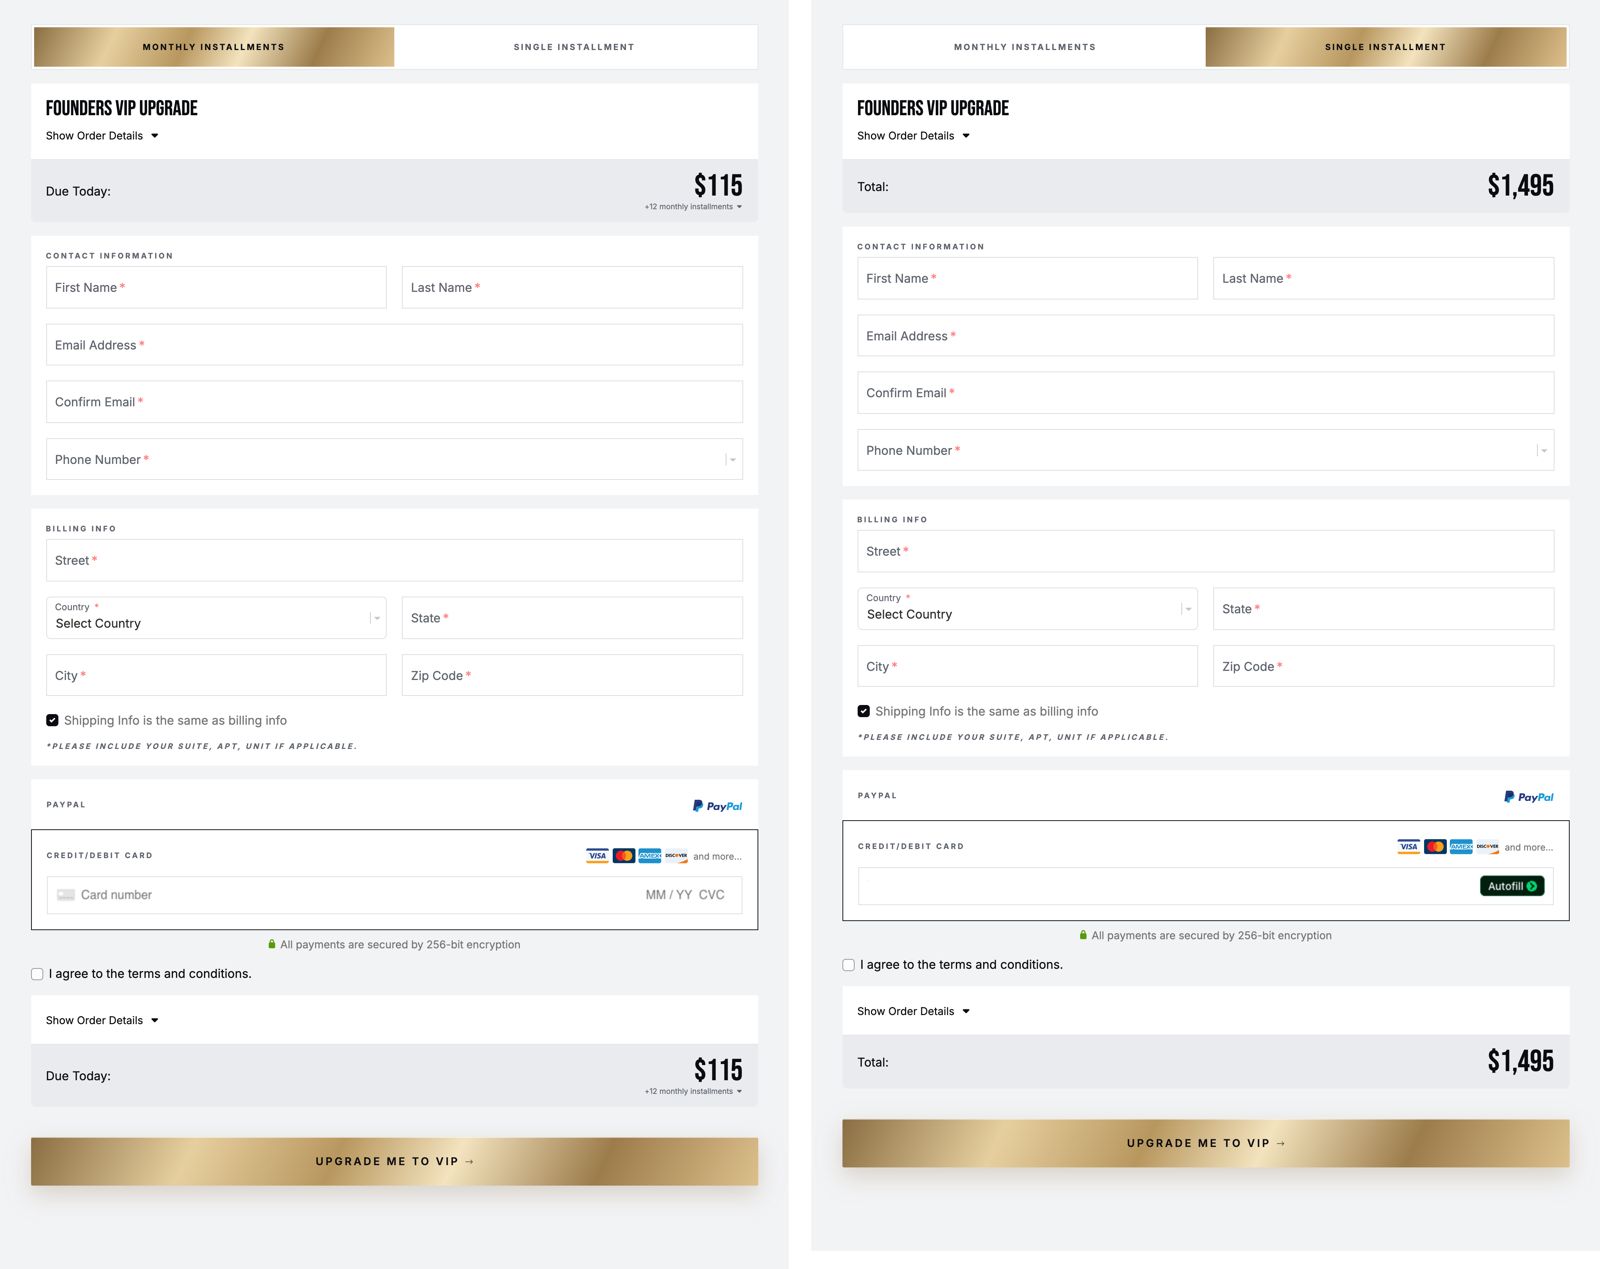 MONTHLY INSTALLMENTS
SINGLE INSTALLMENT
FOUNDERS VIP UPGRADE
Show Order Details
Due Today:
$115
+12 monthly installments
CONTACT INFORMATION
First Name *
Last Name *
Email Address *
Confirm Email *
Phone Number *
BILLING INFO
Street *
Country *
Select Country
State *
City *
Zip Code *
Shipping Info is the same as billing info
*PLEASE INCLUDE YOUR SUITE, APT, UNIT IF APPLICABLE.
PAYPAL
PayPal
CREDIT/DEBIT CARD
VISA
AMEX
DISCOVER
and more...
Card number
MM / YY CVC
All payments are secured by 256-bit encryption
I agree to the terms and conditions.
Show Order Details
Due Today:
$115
+12 monthly installments
UPGRADE ME TO VIP →
MONTHLY INSTALLMENTS
SINGLE INSTALLMENT
FOUNDERS VIP UPGRADE
Show Order Details
Total:
$1,495
CONTACT INFORMATION
First Name *
Last Name *
Email Address *
Confirm Email *
Phone Number *
BILLING INFO
Street *
Country *
Select Country
State *
City *
Zip Code *
Shipping Info is the same as billing info
*PLEASE INCLUDE YOUR SUITE, APT, UNIT IF APPLICABLE.
PAYPAL
PayPal
CREDIT/DEBIT CARD
VISA
AMEX
DISCOVER
and more...
Autofill
All payments are secured by 256-bit encryption
I agree to the terms and conditions.
Show Order Details
Total:
$1,495
UPGRADE ME TO VIP →